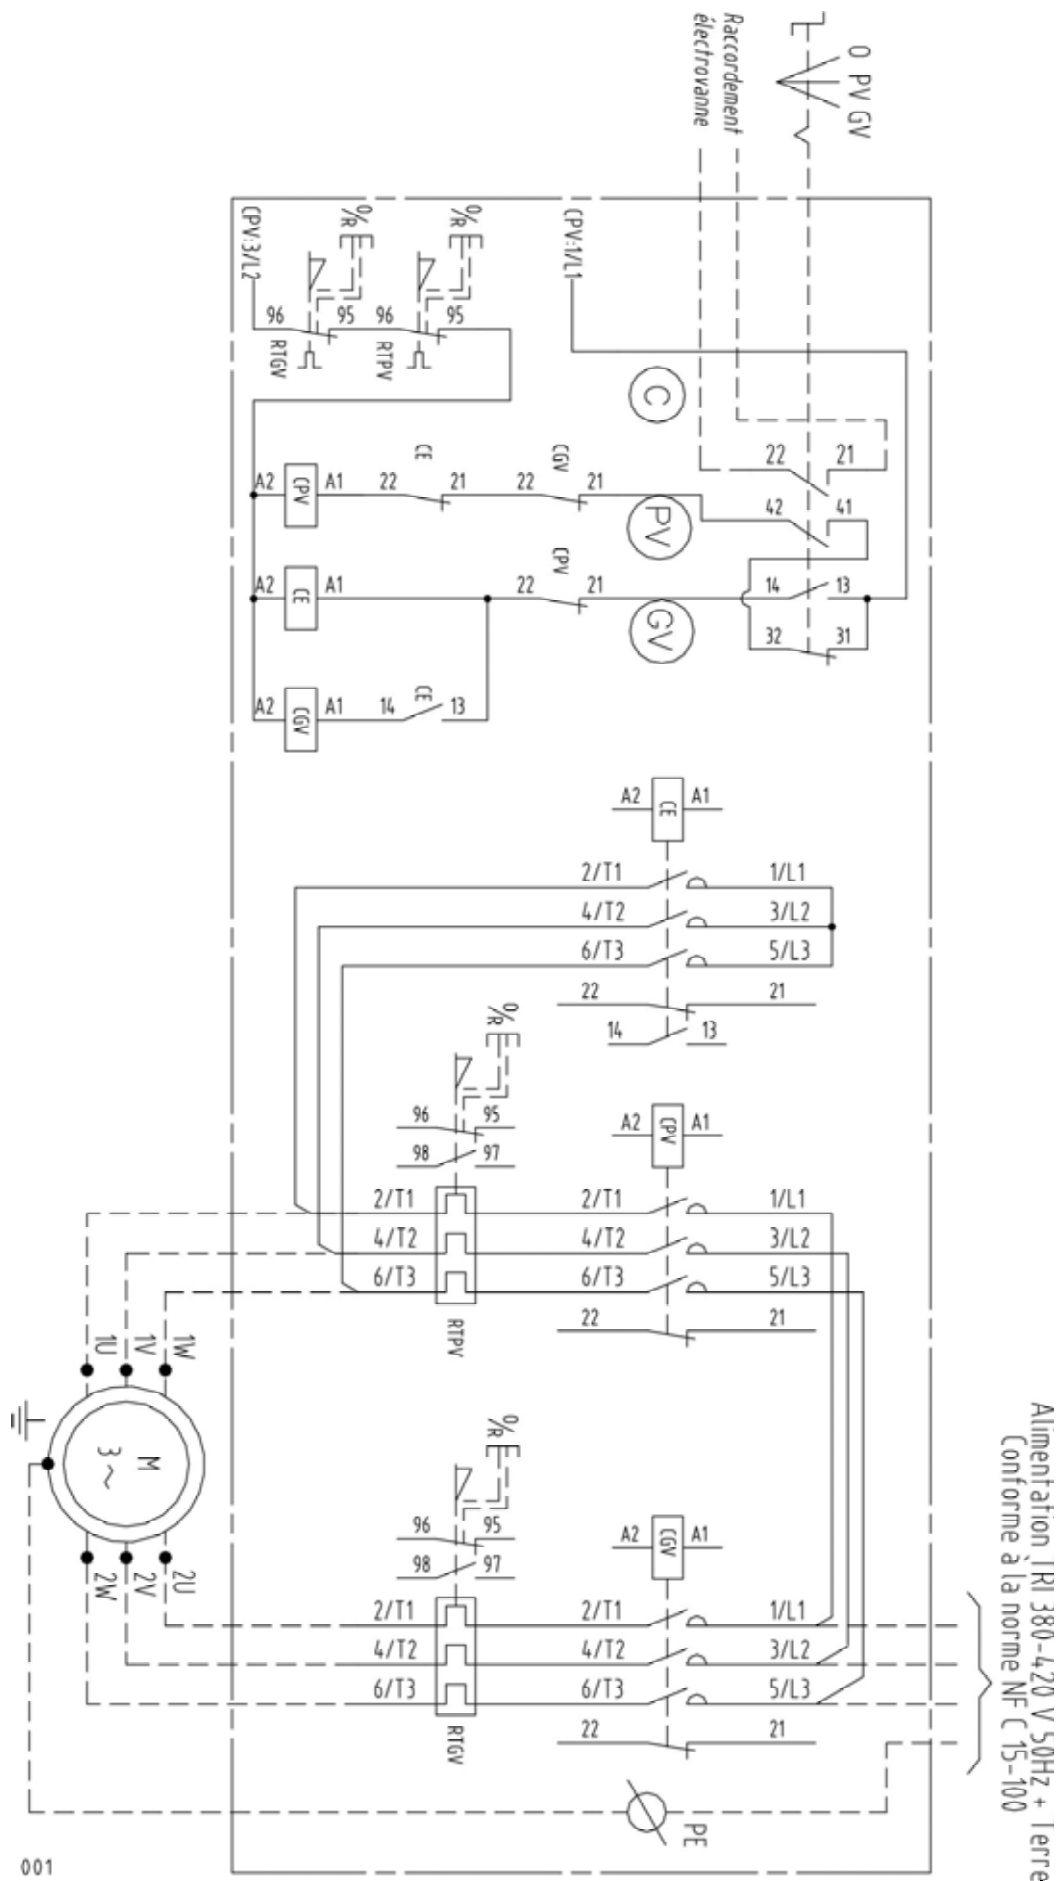 0 PV GV
Raccordement
électrovanne
CPV:3/L2
0/R
0/R
CPV:1/L1
96
95
96
95
RTGV
RTPV
C
22
21
A2
CPV
A1
22
CE
21
22
CGV
21
PV
42
41
A2
CE
A1
22
CPV
21
GV
14
13
32
31
A2
CGV
A1
14
CE
13
A2
CE
A1
2/T1
1/L1
4/T2
3/L2
6/T3
5/L3
22
21
14
13
0/R
96
95
98
97
A2
CPV
A1
2/T1
2/T1
1/L1
4/T2
4/T2
3/L2
6/T3
6/T3
5/L3
22
21
RTPV
1U
1V
1W
M
3 ~
2W
2V
2U
0/R
96
95
98
97
A2
CGV
A1
2/T1
2/T1
1/L1
4/T2
4/T2
3/L2
6/T3
6/T3
5/L3
22
21
RTGV
Alimentation TRI 380-420 V 50Hz + Terre
Conforme à la norme NF C 15-100
PE
001